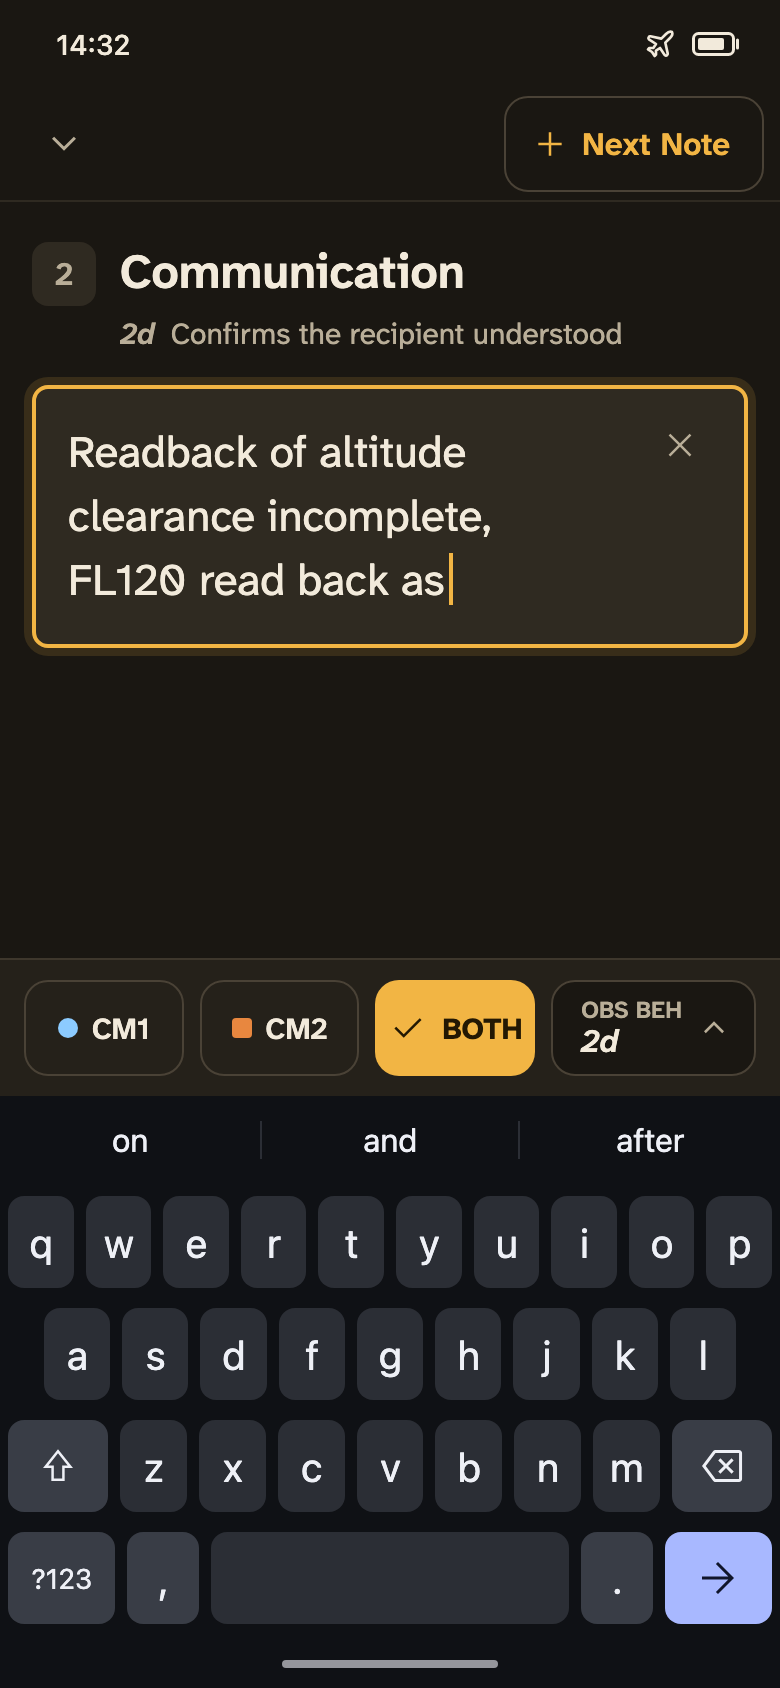 14:32
Next Note
2 Communication
2d Confirms the recipient understood
Readback of altitude
clearance incomplete,
FL120 read back as
CM1 CM2 BOTH OBS BEH
2d
on and after
q w e r t y u i o p
a s d f g h j k l
z x c v b n m
?123 , .